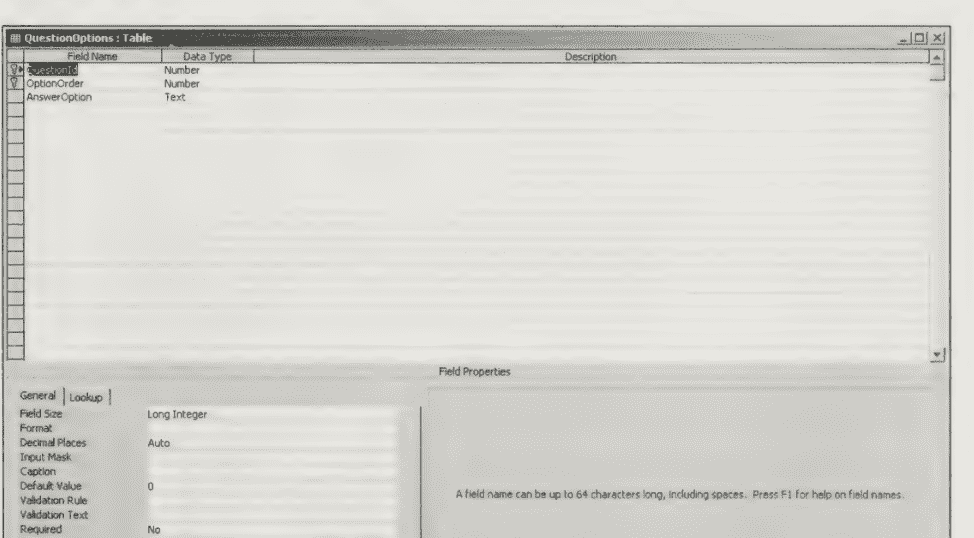 QuestionOptions : Table
Field Name Data Type Description
QuestionId Number
OptionOrder Number
AnswerOption Text
Field Properties
General Lookup
Field Size Long Integer
Format
Decimal Places Auto
Input Mask
Caption
Default Value 0
Validation Rule
Validation Text
Required No
A field name can be up to 64 characters long, including spaces. Press F1 for help on field names.